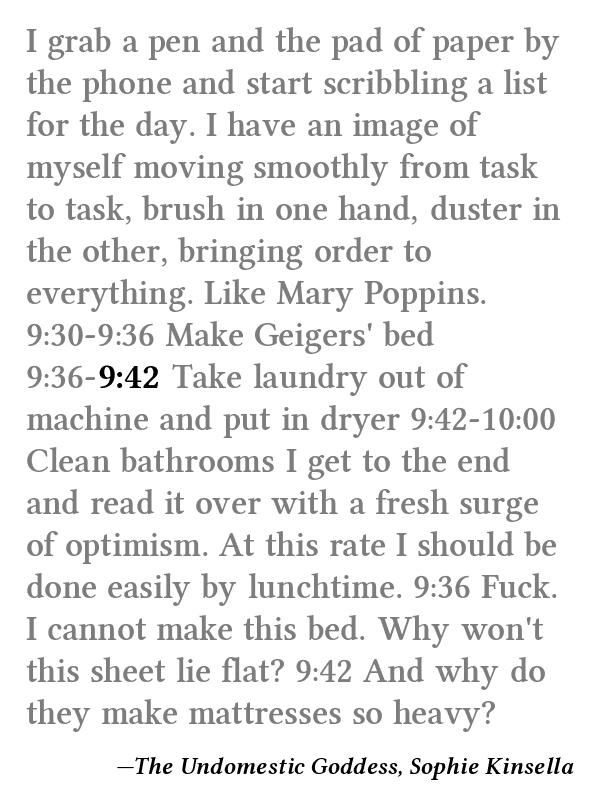 I grab a pen and the pad of paper by
the phone and start scribbling a list
for the day. I have an image of
myself moving smoothly from task
to task, brush in one hand, duster in
the other, bringing order to
everything. Like Mary Poppins.
9:30-9:36 Make Geigers' bed
9:36-9:42 Take laundry out of
machine and put in dryer 9:42-10:00
Clean bathrooms I get to the end
and read it over with a fresh surge
of optimism. At this rate I should be
done easily by lunchtime. 9:36 Fuck.
I cannot make this bed. Why won't
this sheet lie flat? 9:42 And why do
they make mattresses so heavy?
—The Undomestic Goddess, Sophie Kinsella